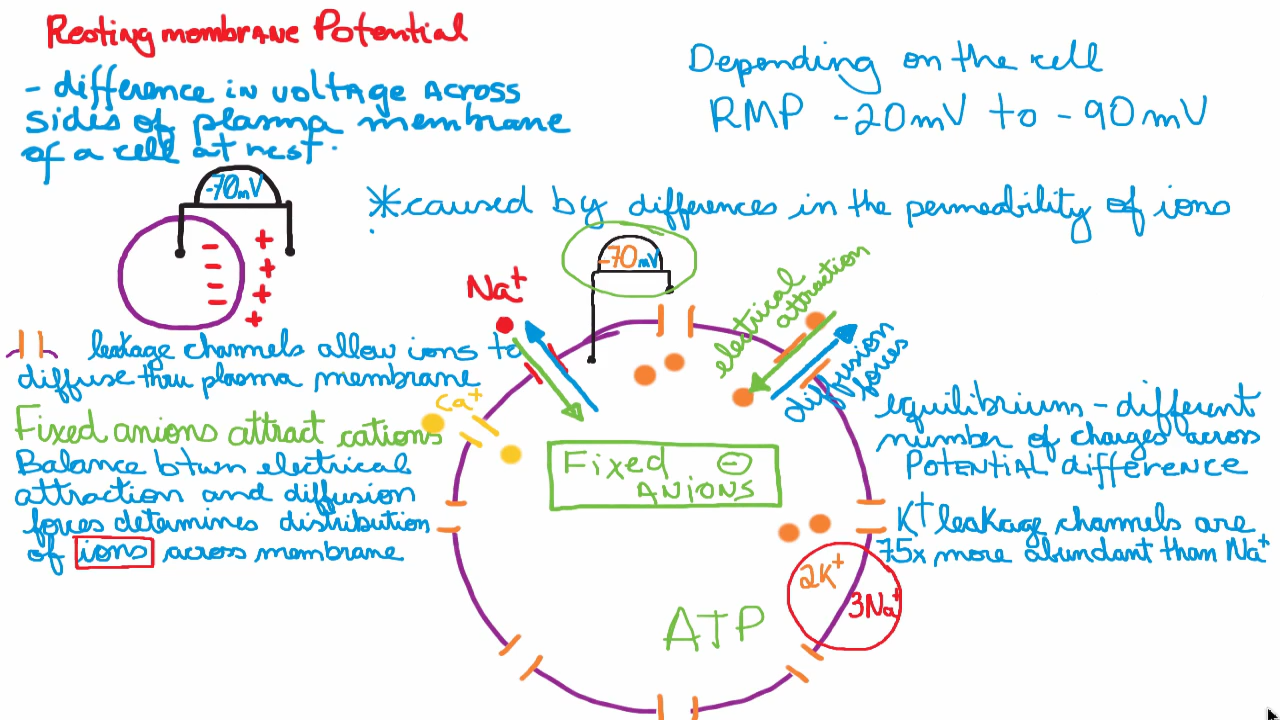 Resting membrane Potential
- difference in voltage across
sides of plasma membrane
of a cell at rest.
Depending on the cell
RMP -20mV to -90mV
-70mV
*caused by differences in the permeability of ions
-70mV
Na+
electrical
attraction
diffusion
forces
leakage channels allow ions to
diffuse thru plasma membrane
Ca+
Fixed anions attract cations
Balance btwn electrical
attraction and diffusion
forces determines distribution
of ions across membrane
Fixed -
ANIONS
equilibrium - different
number of charges across
Potential difference
K+ leakage channels are
75x more abundant than Na+
2K+
3Na+
ATP